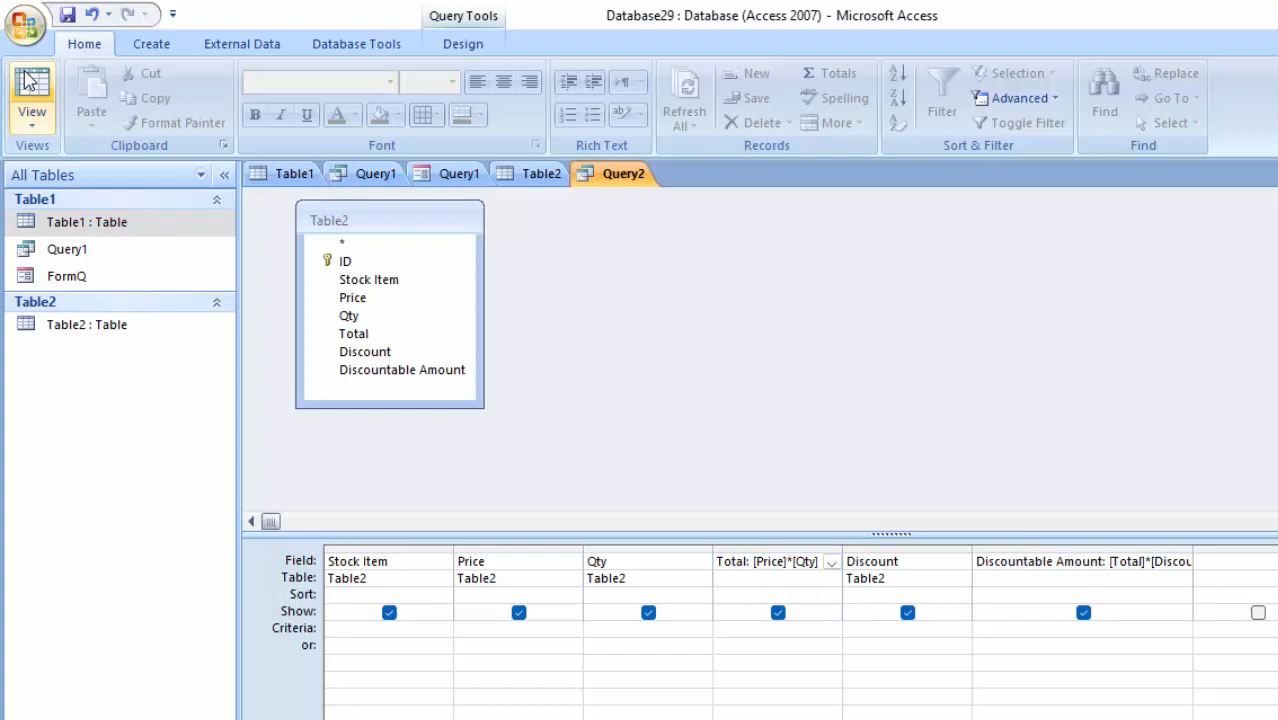 Query Tools
Database29 : Database (Access 2007) - Microsoft Access
Home Create External Data Database Tools Design
View
Views
Paste
Cut
Copy
Format Painter
Clipboard
B I U A
Font
Rich Text
Refresh All
New
Save
Delete
Totals
Spelling
More
Records
Filter
Selection
Advanced
Toggle Filter
Sort & Filter
Find
Replace
Go To
Select
Find
All Tables
Table1 Query1 Query1 Table2 Query2
Table1
Table1 : Table
Query1
FormQ
Table2
Table2 : Table
Table2
*
ID
Stock Item
Price
Qty
Total
Discount
Discountable Amount
Field: Stock Item Price Qty Total: [Price]*[Qty] Discount Discountable Amount: [Total]*[Discou
Table: Table2 Table2 Table2 Table2
Sort:
Show:
Criteria:
or: